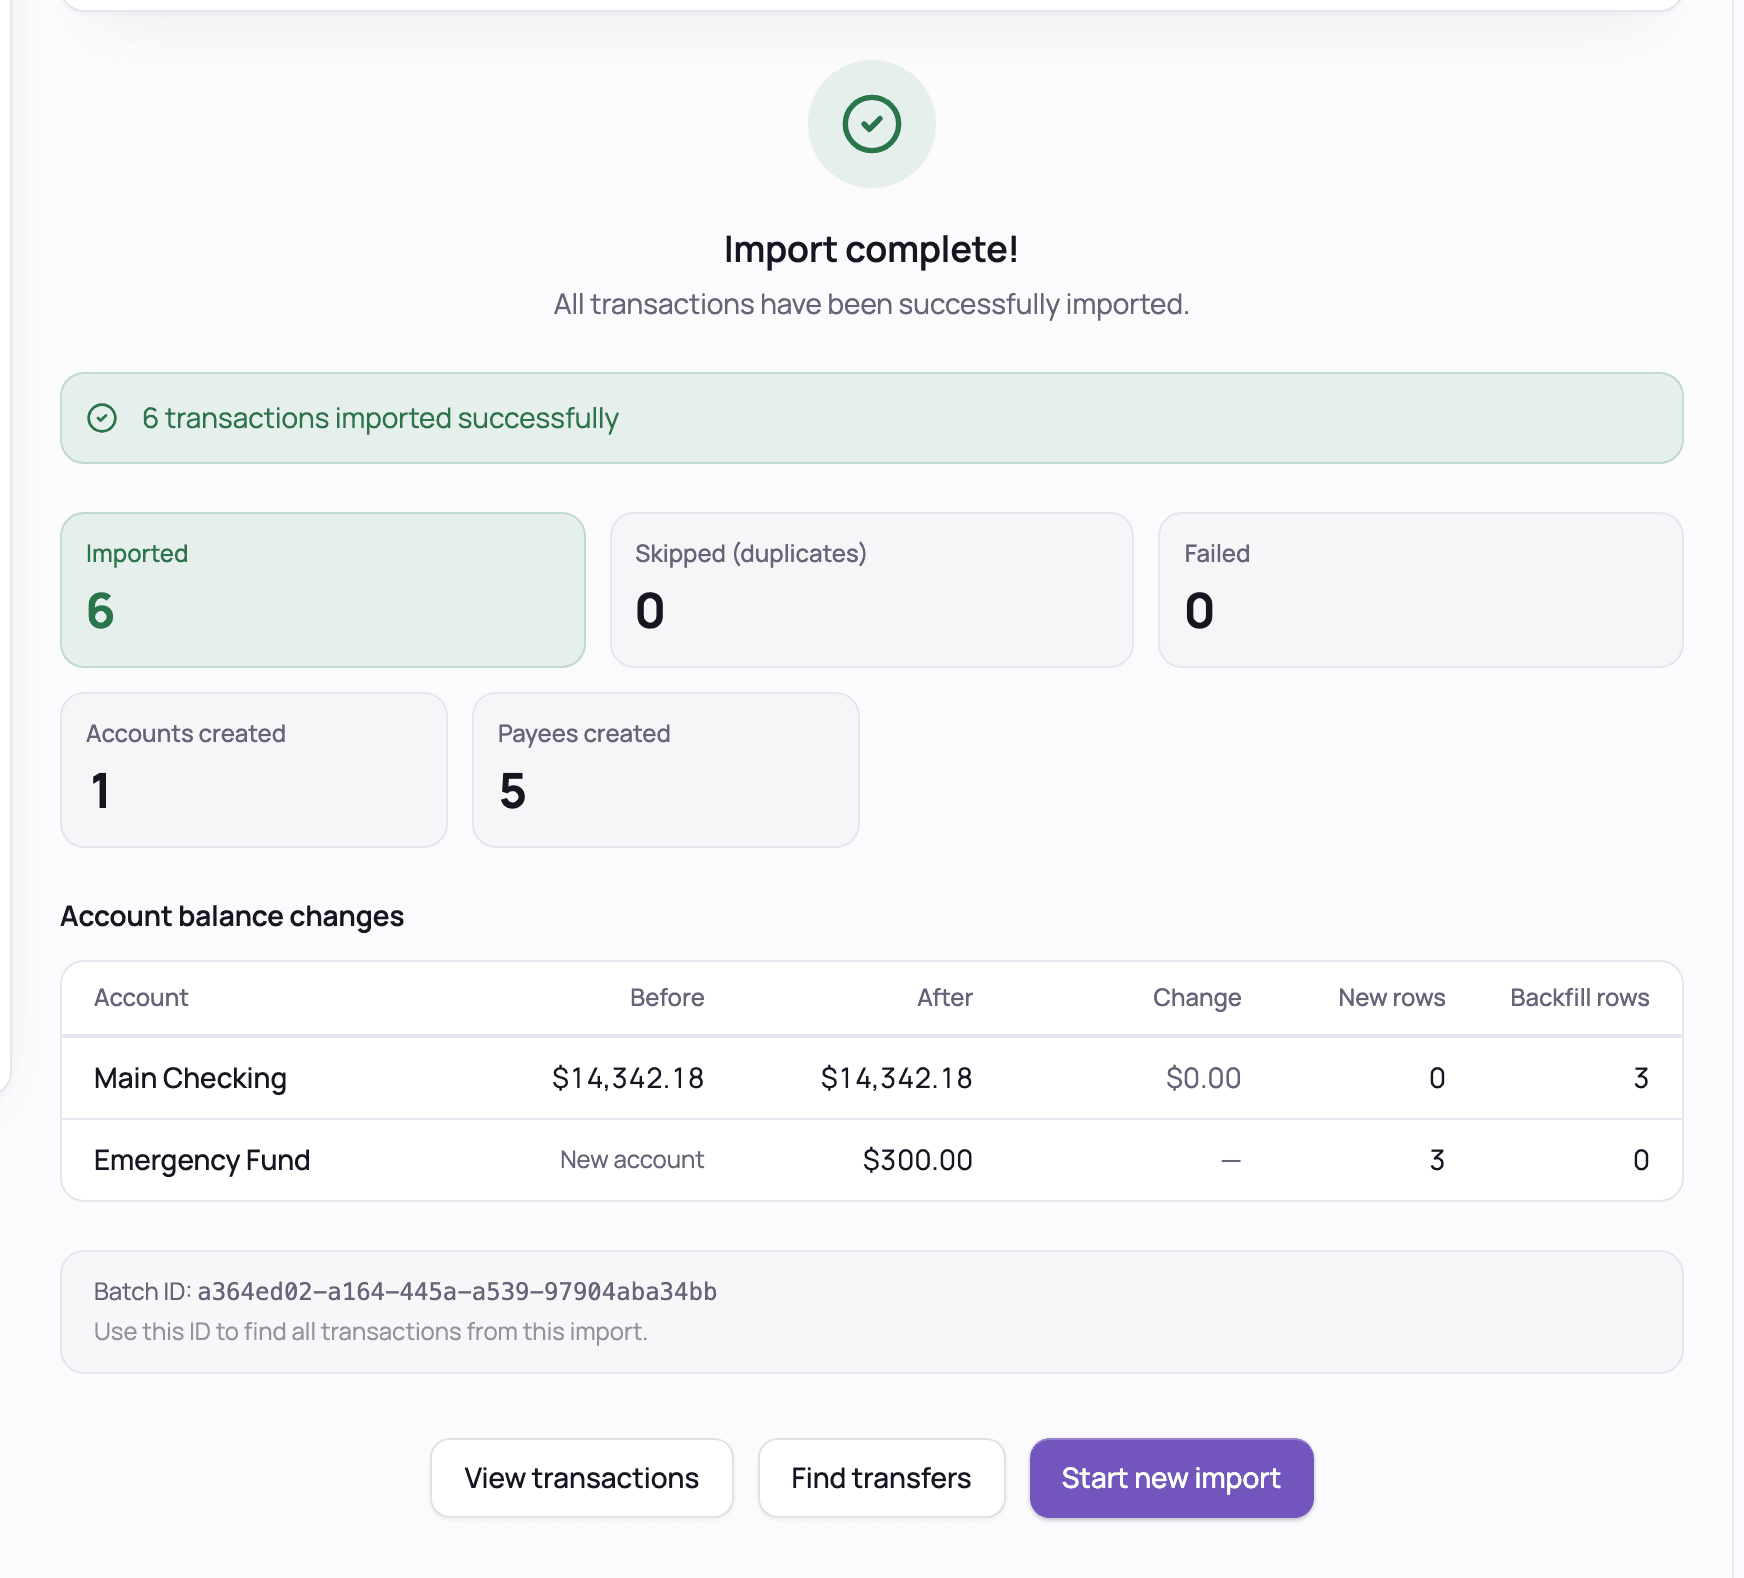 Import complete!
All transactions have been successfully imported.
6 transactions imported successfully
Imported
6
Skipped (duplicates)
0
Failed
0
Accounts created
1
Payees created
5
Account balance changes
Account Before After Change New rows Backfill rows
Main Checking $14,342.18 $14,342.18 $0.00 0 3
Emergency Fund New account $300.00 — 3 0
Batch ID: a364ed02-a164-445a-a539-97904aba34bb
Use this ID to find all transactions from this import.
View transactions Find transfers Start new import